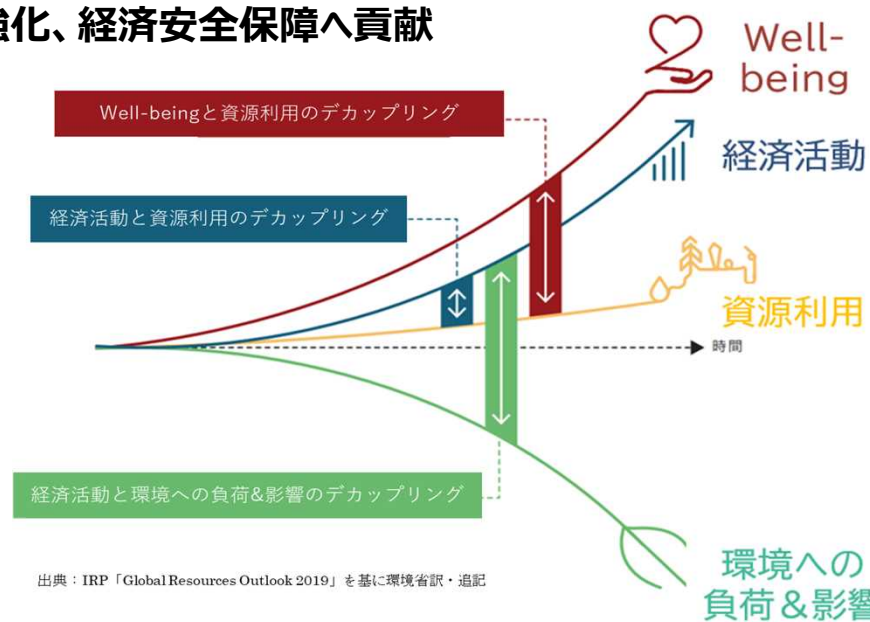 強化、経済安全保障へ貢献
Well-
being
Well-beingと資源利用のデカップリング
経済活動
経済活動と資源利用のデカップリング
資源利用
時間
経済活動と環境への負荷&影響のデカップリング
環境への
負荷&影響
出典：IRP「Global Resources Outlook 2019」を基に環境省訳・追記